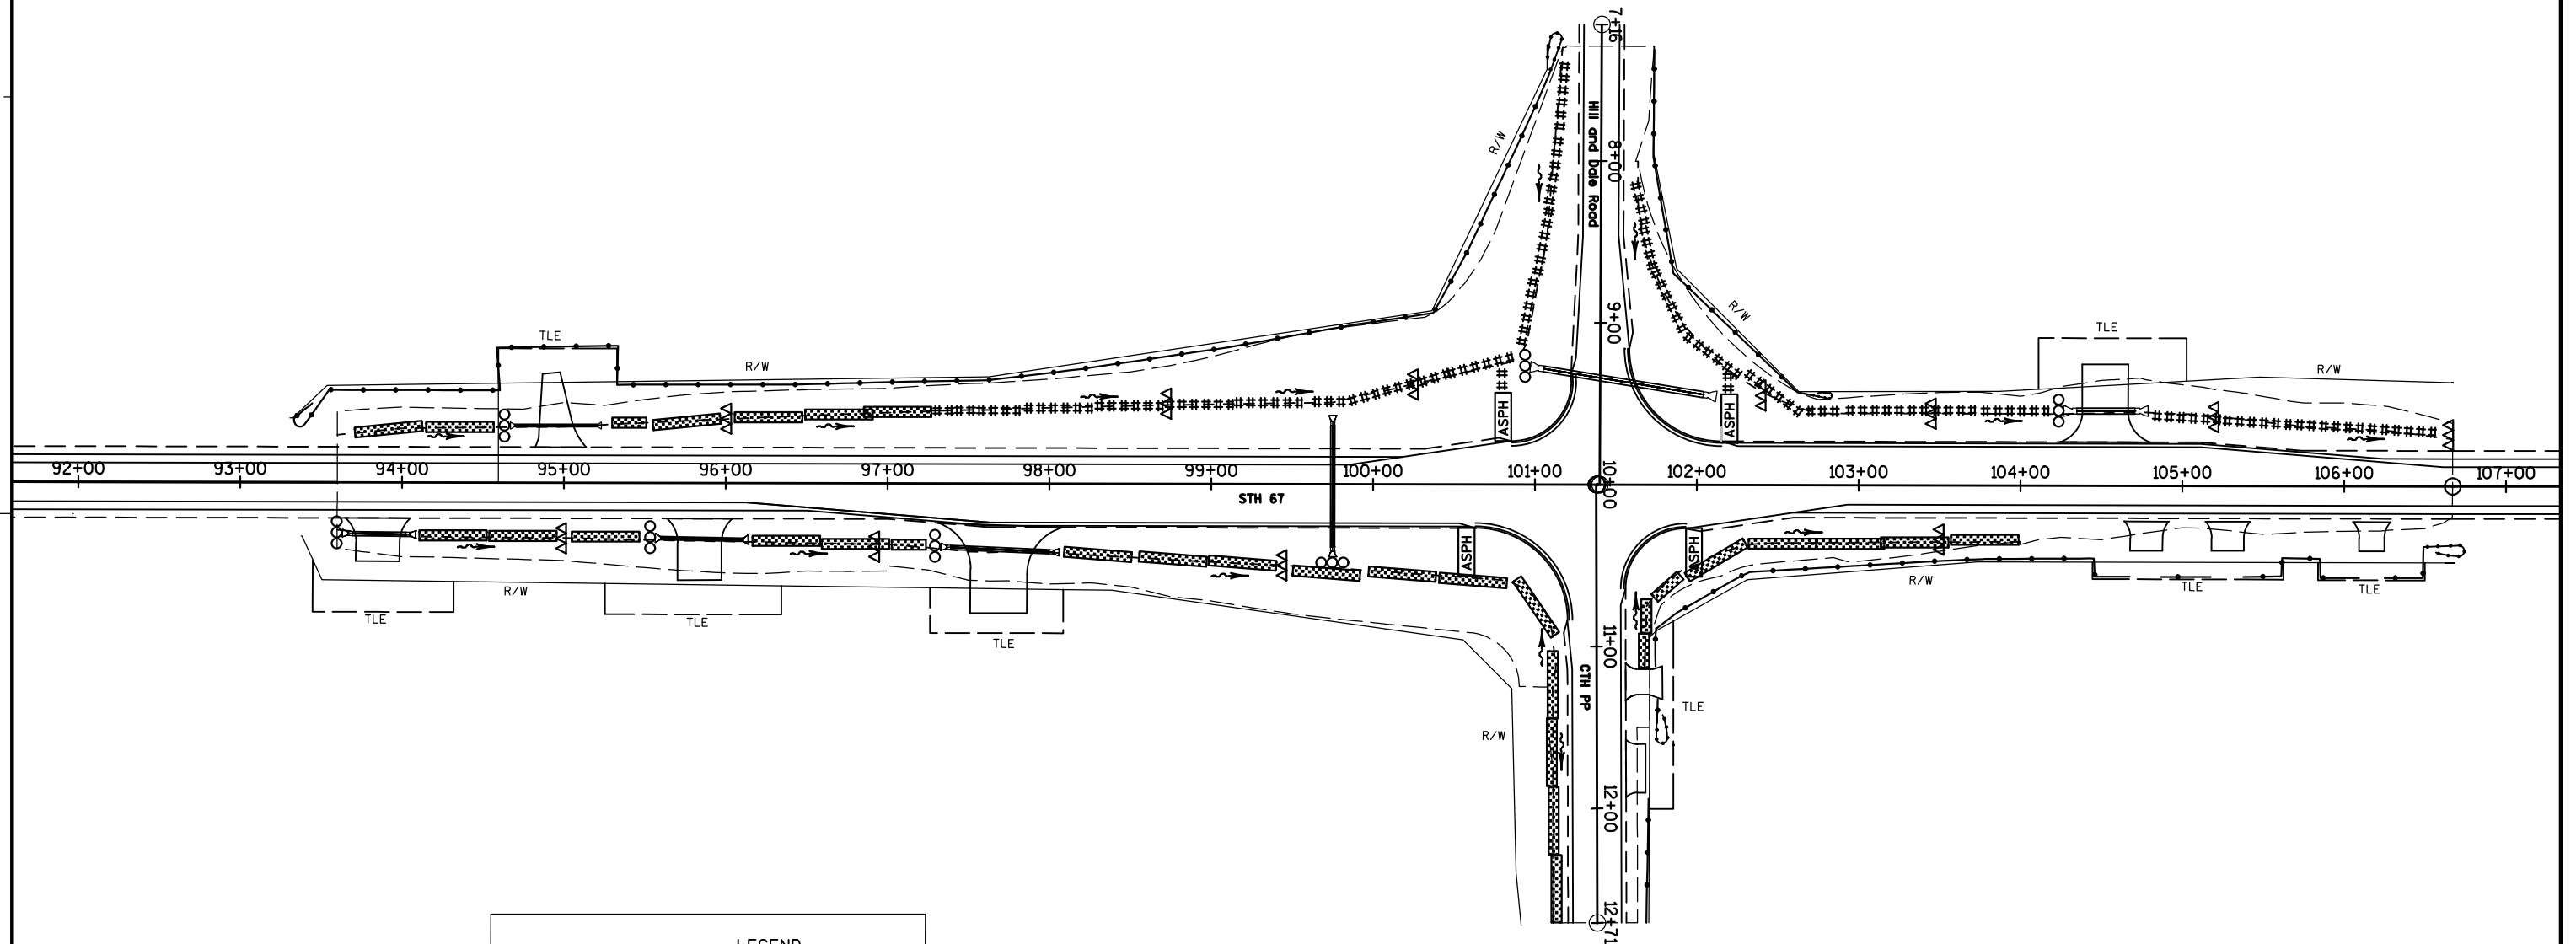 7+16
Hill and Dale Road
R/W
8+00
R/W
9+00
TLE
TLE
R/W
R/W
ASPH
ASPH
92+00 93+00 94+00 95+00 96+00 97+00 98+00 99+00 100+00 101+00 102+00 103+00 104+00 105+00 106+00 107+00
10+00
STH 67
ASPH
ASPH
R/W
R/W
TLE
TLE
TLE
TLE
TLE
11+00
CTH PP
TLE
R/W
12+00
12+71
LEGEND